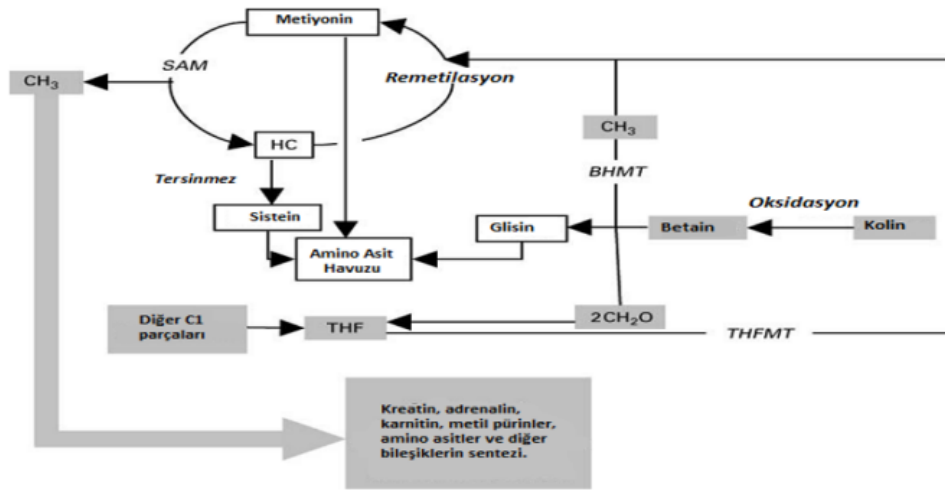 Metiyonin
SAM
Remetilasyon
CH₃
CH₃
HC
BHMT
Tersinmez
Oksidasyon
Sistein
Glisin
Betain
Kolin
Amino Asit
Havuzu
Diğer C1
parçaları
THF
2CH₂O
THFMT
Kreatin, adrenalin,
karnitin, metil pürinler,
amino asitler ve diğer
bileşiklerin sentezi.